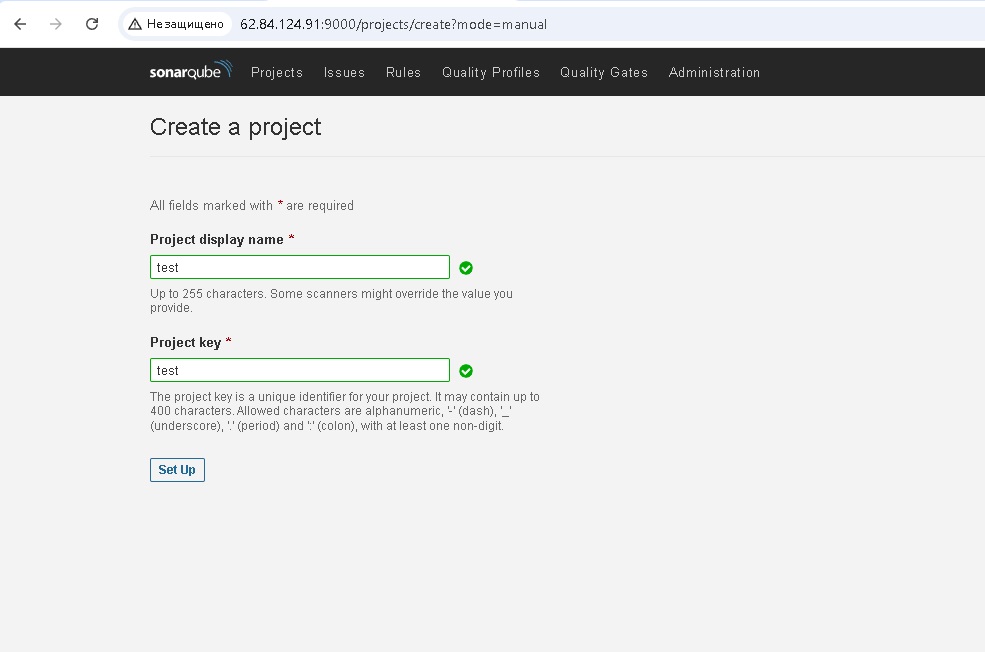 Не защищено 62.84.124.91:9000/projects/create?mode=manual
sonarqube Projects Issues Rules Quality Profiles Quality Gates Administration
Create a project
All fields marked with * are required
Project display name *
test
Up to 255 characters. Some scanners might override the value you
provide.
Project key *
test
The project key is a unique identifier for your project. It may contain up to
400 characters. Allowed characters are alphanumeric, '-' (dash), '_'
(underscore), '.' (period) and ':' (colon), with at least one non-digit.
Set Up